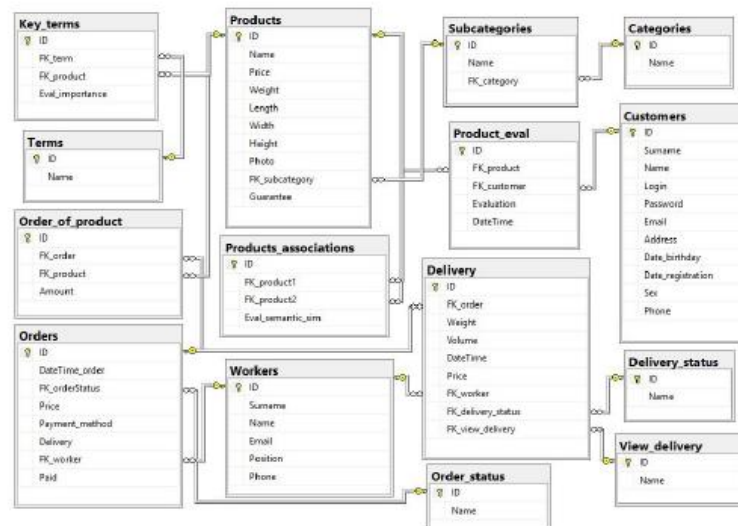 Key_terms
ID
FK_term
FK_product
Eval_importance
Terms
ID
Name
Order_of_product
ID
FK_order
FK_product
Amount
Orders
ID
DateTime_order
FK_orderStatus
Price
Payment_method
Delivery
FK_worker
Paid
Products
ID
Name
Price
Weight
Length
Width
Height
Photo
FK_subcategory
Guarantee
Products_associations
ID
FK_product1
FK_product2
Eval_semantic_sim
Workers
ID
Surname
Name
Email
Position
Phone
Subcategories
ID
Name
FK_category
Product_eval
ID
FK_product
FK_customer
Evaluation
DateTime
Delivery
ID
FK_order
Weight
Volume
DateTime
Price
FK_worker
FK_delivery_status
FK_view_delivery
Order_status
ID
Name
Categories
ID
Name
Customers
ID
Surname
Name
Login
Password
Email
Address
Date_birthday
Date_registration
Sex
Phone
Delivery_status
ID
Name
View_delivery
ID
Name